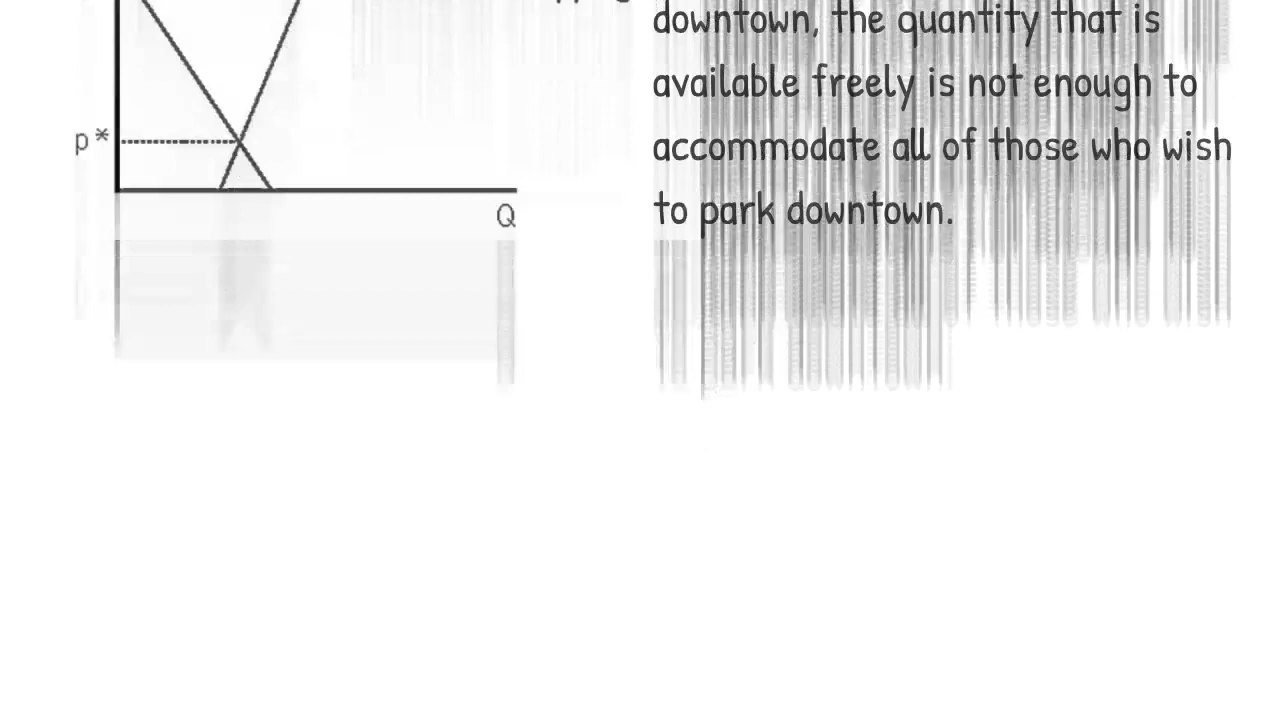 downtown, the quantity that is
available freely is not enough to
accommodate all of those who wish
to park downtown.
p*
Q